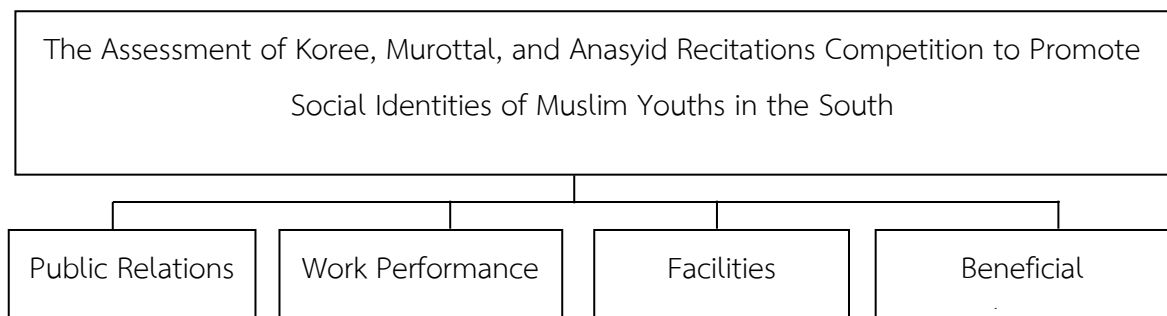 The Assessment of Koree, Murottal, and Anasyid Recitations Competition to Promote
Social Identities of Muslim Youths in the South
Public Relations
Work Performance
Facilities
Beneficial